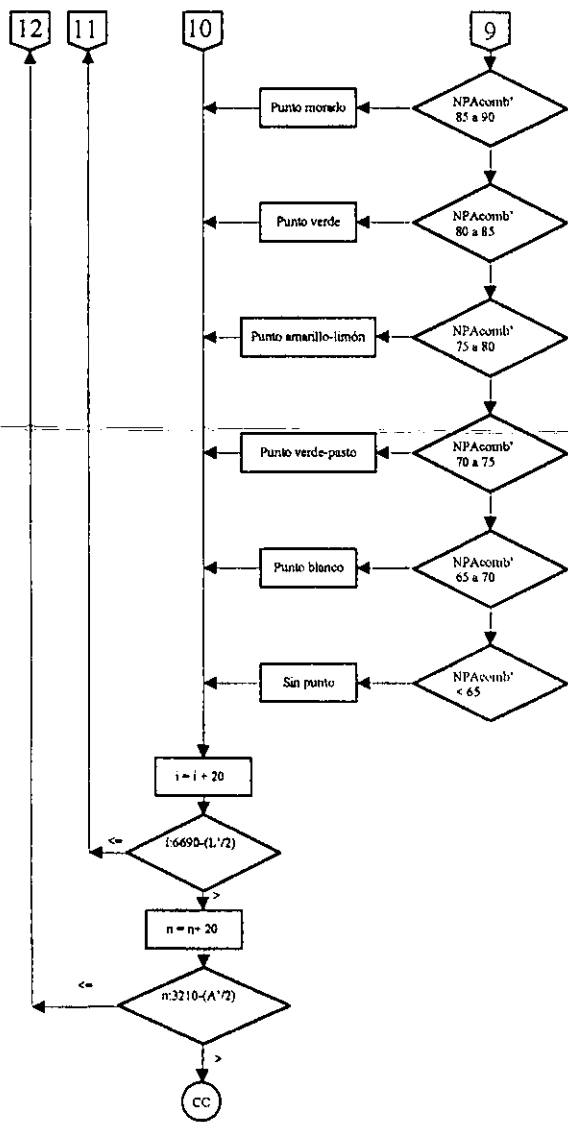 12
11
10
9
Punto morado
NPAcomb'
85 a 90
Punto verde
NPAcomb'
80 a 85
Punto amarillo-limón
NPAcomb'
75 a 80
Punto verde-pasto
NPAcomb'
70 a 75
Punto blanco
NPAcomb'
65 a 70
Sin punto
NPAcomb'
< 65
i = i + 20
<=
i:6690-(L'/2)
>
n = n+ 20
<=
n:3210-(A'/2)
>
CC